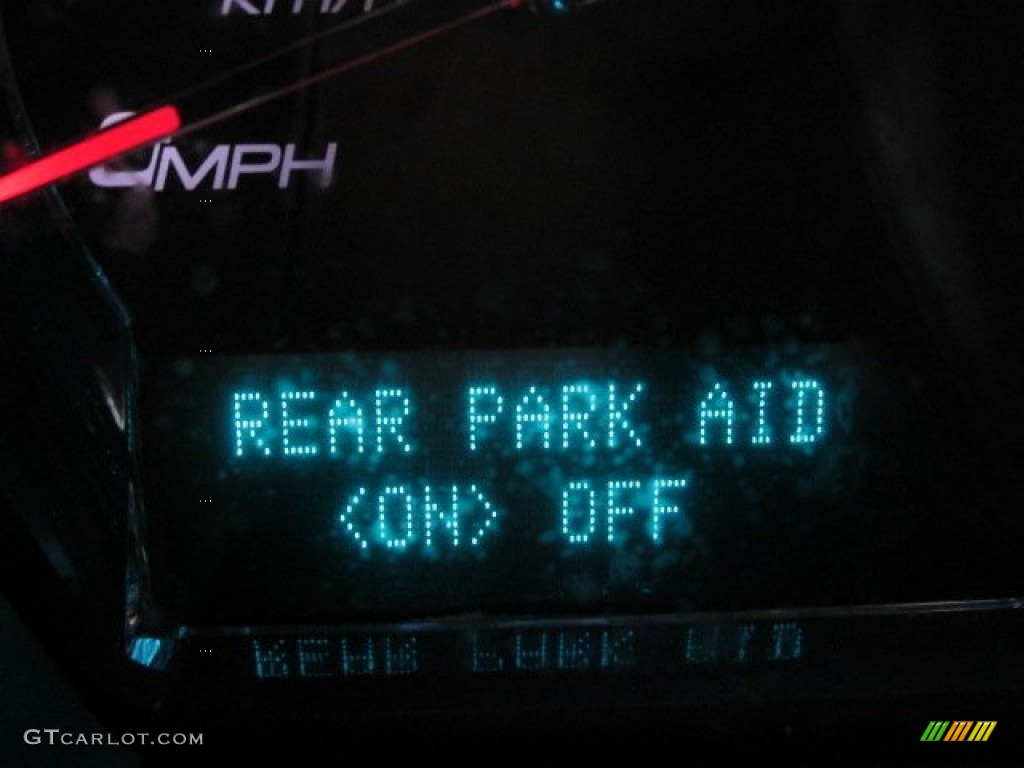 MPH
REAR PARK AID
<ON> OFF
GTCARLOT.COM